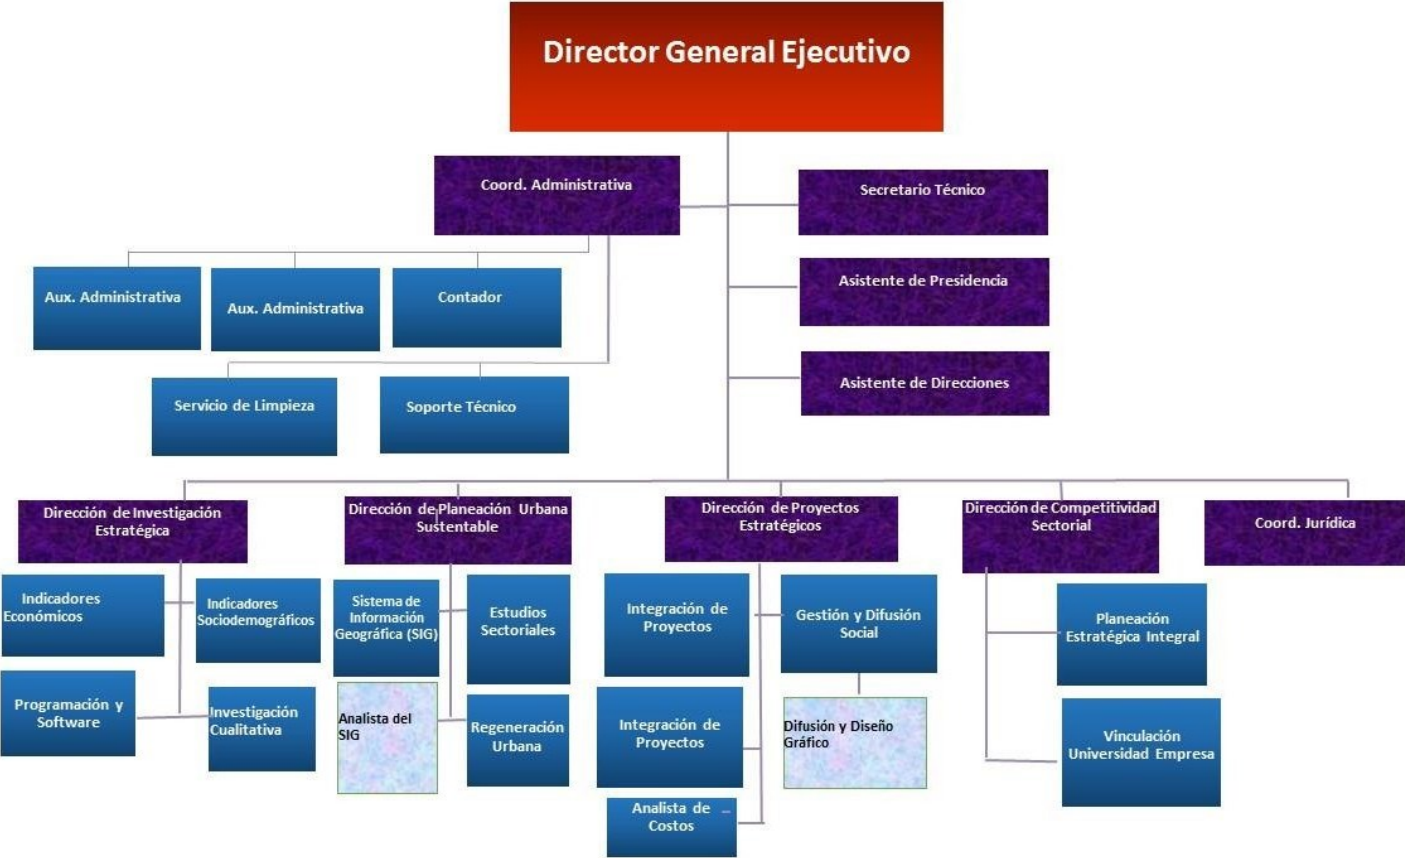 Director General Ejecutivo
Coord. Administrativa
Secretario Técnico
Asistente de Presidencia
Asistente de Direcciones
Aux. Administrativa
Aux. Administrativa
Contador
Servicio de Limpieza
Soporte Técnico
Dirección de Investigación
Estratégica
Dirección de Planeación Urbana
Sustentable
Dirección de Proyectos
Estratégicos
Dirección de Competitividad
Sectorial
Coord. Jurídica
Indicadores
Económicos
Indicadores
Sociodemográficos
Programación y
Software
Investigación
Cualitativa
Sistema de
Información
Geográfica (SIG)
Estudios
Sectoriales
Analista del
SIG
Regeneración
Urbana
Integración de
Proyectos
Gestión y Difusión
Social
Integración de
Proyectos
Difusión y Diseño
Gráfico
Analista de
Costos
Planeación
Estratégica Integral
Vinculación
Universidad Empresa